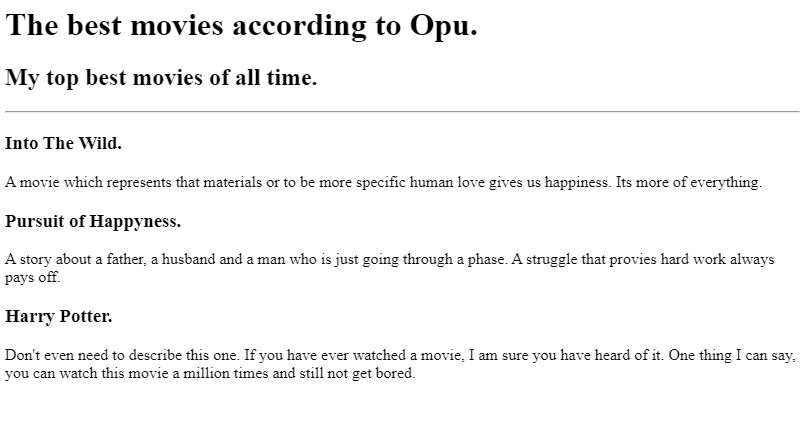 The best movies according to Opu.
My top best movies of all time.
Into The Wild.
A movie which represents that materials or to be more specific human love gives us happiness. Its more of everything.
Pursuit of Happyness.
A story about a father, a husband and a man who is just going through a phase. A struggle that provies hard work always
pays off.
Harry Potter.
Don't even need to describe this one. If you have ever watched a movie, I am sure you have heard of it. One thing I can say,
you can watch this movie a million times and still not get bored.